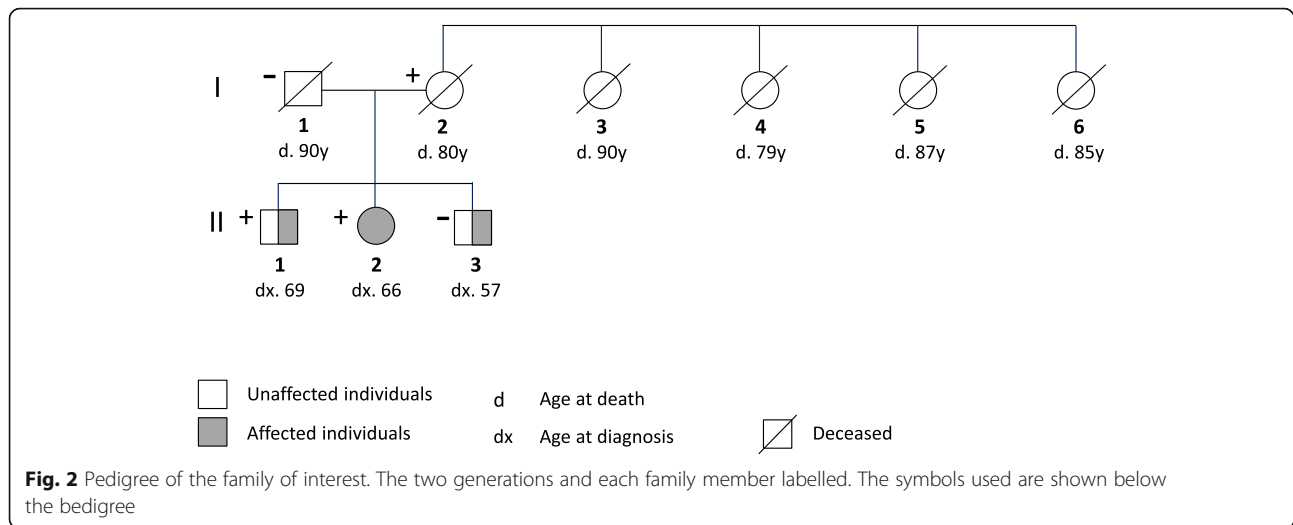 - +
I
1 2 3 4 5 6
d. 90y d. 80y d. 90y d. 79y d. 87y d. 85y
+ + -
II
1 2 3
dx. 69 dx. 66 dx. 57
Unaffected individuals d Age at death
Affected individuals dx Age at diagnosis Deceased
Fig. 2 Pedigree of the family of interest. The two generations and each family member labelled. The symbols used are shown below
the bedigree